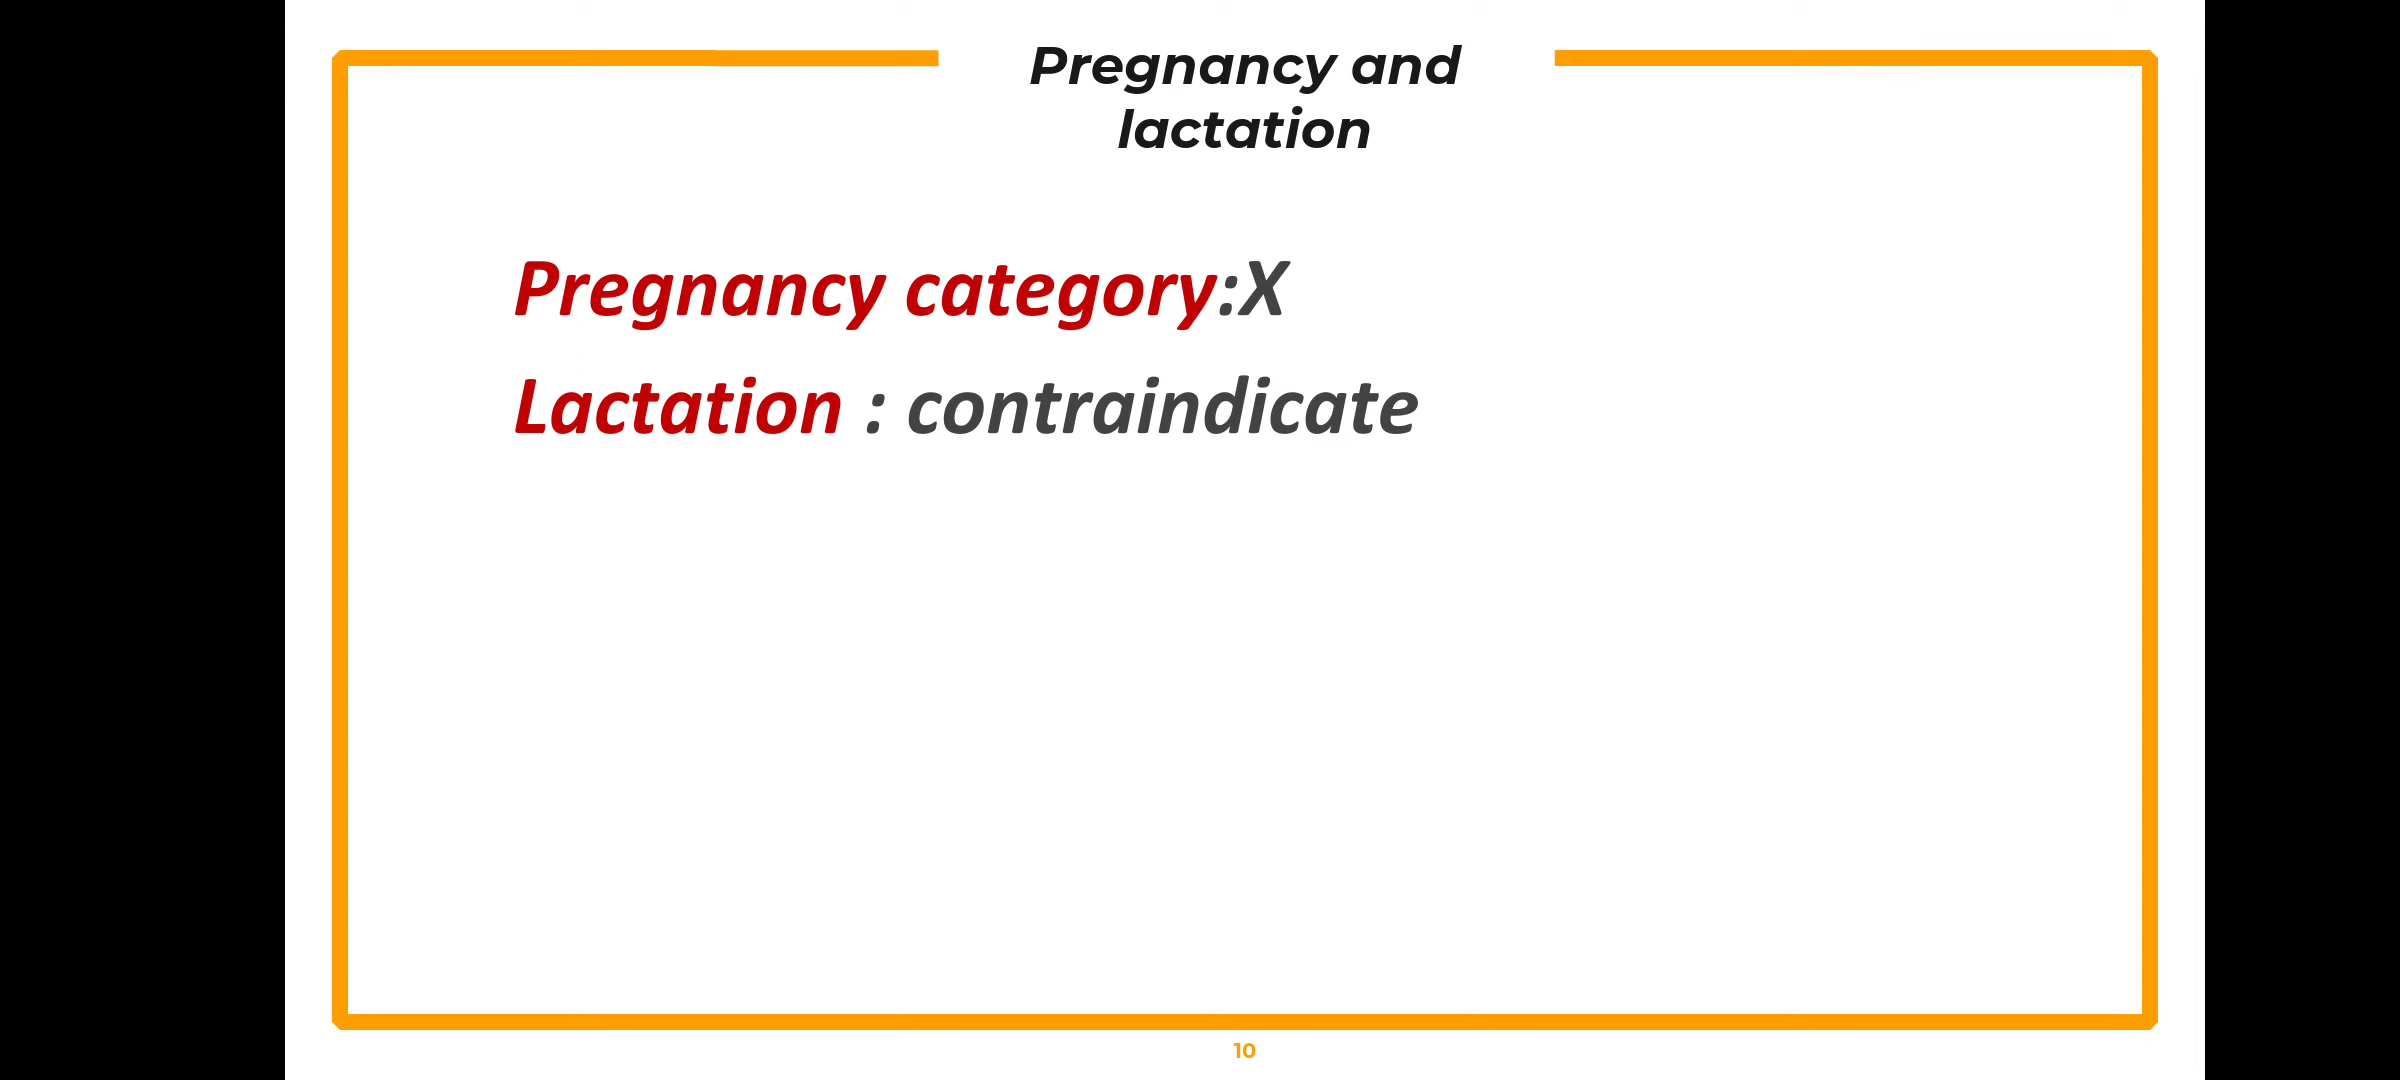 Pregnancy and
lactation
Pregnancy category:X
Lactation : contraindicate
10